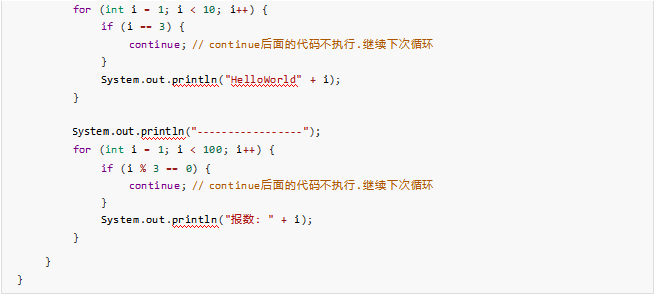 for (int i = 1; i < 10; i++) {
if (i == 3) {
continue; // continue后面的代码不执行.继续下次循环
}
System.out.println("HelloWorld" + i);
}
System.out.println("-----------------");
for (int i = 1; i < 100; i++) {
if (i % 3 == 0) {
continue; // continue后面的代码不执行.继续下次循环
}
System.out.println("报数: " + i);
}
}
}